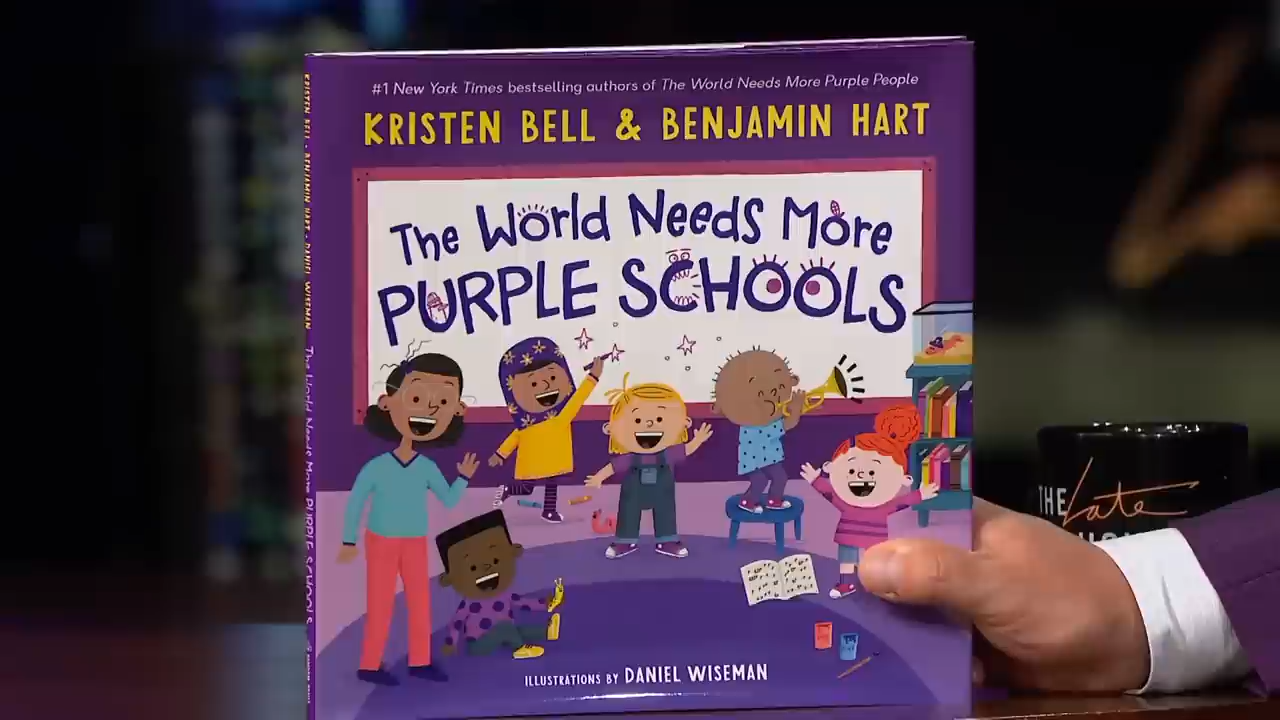 #1 New York Times bestselling authors of The World Needs More Purple People
KRISTEN BELL & BENJAMIN HART
The World Needs More
PURPLE SCHOOLS
ILLUSTRATIONS BY DANIEL WISEMAN
KRISTEN BELL • BENJAMIN HART • DANIEL WISEMAN The World Needs More PURPLE SCHOOLS
THE Late